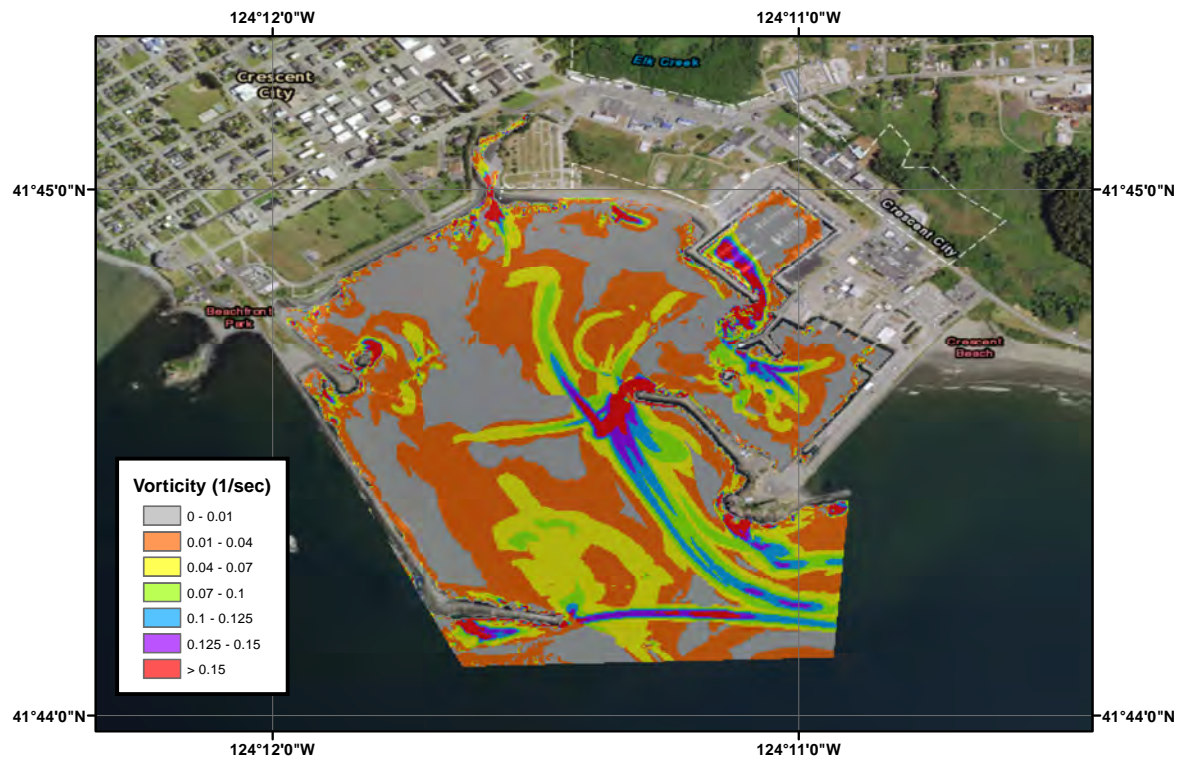 124°12'0"W
124°11'0"W
Elk Creek
Crescent
City
41°45'0"N
41°45'0"N
Crescent City
Beachfront
Park
Crescent
Beach
Vorticity (1/sec)
0 - 0.01
0.01 - 0.04
0.04 - 0.07
0.07 - 0.1
0.1 - 0.125
0.125 - 0.15
> 0.15
41°44'0"N
41°44'0"N
124°12'0"W
124°11'0"W